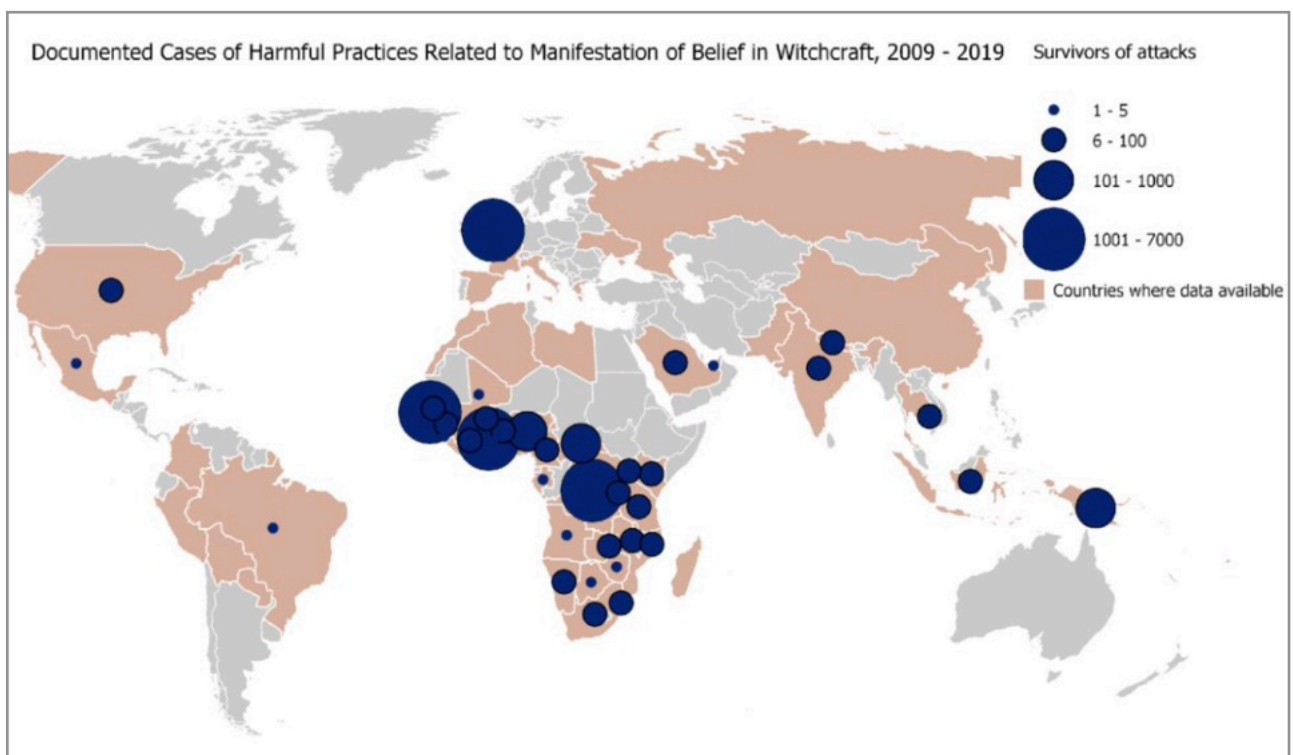 Documented Cases of Harmful Practices Related to Manifestation of Belief in Witchcraft, 2009 - 2019
Survivors of attacks
1 - 5
6 - 100
101 - 1000
1001 - 7000
Countries where data available